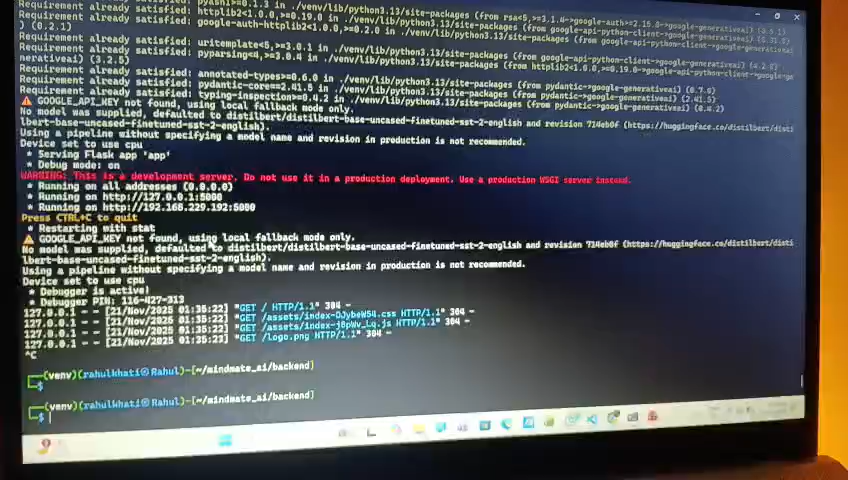 Requirement already satisfied: pyasn1>=0.1.3 in ./venv/lib/python3.13/site-packages (from rsa<5,>=3.1.4->google-auth>=2.15.0->google-generativeai)
Requirement already satisfied: httplib2<1.0.0,>=0.19.0 in ./venv/lib/python3.13/site-packages (from google-api-python-client->google-generativeai)
Requirement already satisfied: google-auth-httplib2<1.0.0,>=0.2.0 in ./venv/lib/python3.13/site-packages (from google-api-python-client->google-generativeai)
) (0.2.1)
Requirement already satisfied: uritemplate<5,>=3.0.1 in ./venv/lib/python3.13/site-packages (from google-api-python-client->google-generativeai)
Requirement already satisfied: pyparsing<4,>=3.0.4 in ./venv/lib/python3.13/site-packages (from httplib2<1.0.0,>=0.19.0->google-api-python-client->google-ge
nerativeai) (3.2.5)
Requirement already satisfied: annotated-types>=0.6.0 in ./venv/lib/python3.13/site-packages (from pydantic->google-generativeai) (0.7.0)
Requirement already satisfied: pydantic-core==2.41.5 in ./venv/lib/python3.13/site-packages (from pydantic->google-generativeai) (2.41.5)
Requirement already satisfied: typing-inspection>=0.4.2 in ./venv/lib/python3.13/site-packages (from pydantic->google-generativeai) (0.4.2)
⚠ GOOGLE_API_KEY not found, using local fallback mode only.
No model was supplied, defaulted to distilbert/distilbert-base-uncased-finetuned-sst-2-english and revision 714eb0f (https://huggingface.co/distilbert/disti
lbert-base-uncased-finetuned-sst-2-english).
Using a pipeline without specifying a model name and revision in production is not recommended.
Device set to use cpu
* Serving Flask app 'app'
* Debug mode: on
WARNING: This is a development server. Do not use it in a production deployment. Use a production WSGI server instead.
* Running on all addresses (0.0.0.0)
* Running on http://127.0.0.1:5000
* Running on http://192.168.229.192:5000
Press CTRL+C to quit
* Restarting with stat
⚠ GOOGLE_API_KEY not found, using local fallback mode only.
No model was supplied, defaulted to distilbert/distilbert-base-uncased-finetuned-sst-2-english and revision 714eb0f (https://huggingface.co/distilbert/disti
lbert-base-uncased-finetuned-sst-2-english).
Using a pipeline without specifying a model name and revision in production is not recommended.
Device set to use cpu
* Debugger is active!
* Debugger PIN: 116-427-313
127.0.0.1 - - [21/Nov/2025 01:35:22] "GET / HTTP/1.1" 304 -
127.0.0.1 - - [21/Nov/2025 01:35:22] "GET /assets/index-DJybeW54.css HTTP/1.1" 304 -
127.0.0.1 - - [21/Nov/2025 01:35:22] "GET /assets/index-j8pWv_Lq.js HTTP/1.1" 304 -
127.0.0.1 - - [21/Nov/2025 01:35:23] "GET /logo.png HTTP/1.1" 304 -
^C
┌──(venv)(rahulkhati㉿Rahul)-[~/mindmate_ai/backend]
└─$
┌──(venv)(rahulkhati㉿Rahul)-[~/mindmate_ai/backend]
└─$